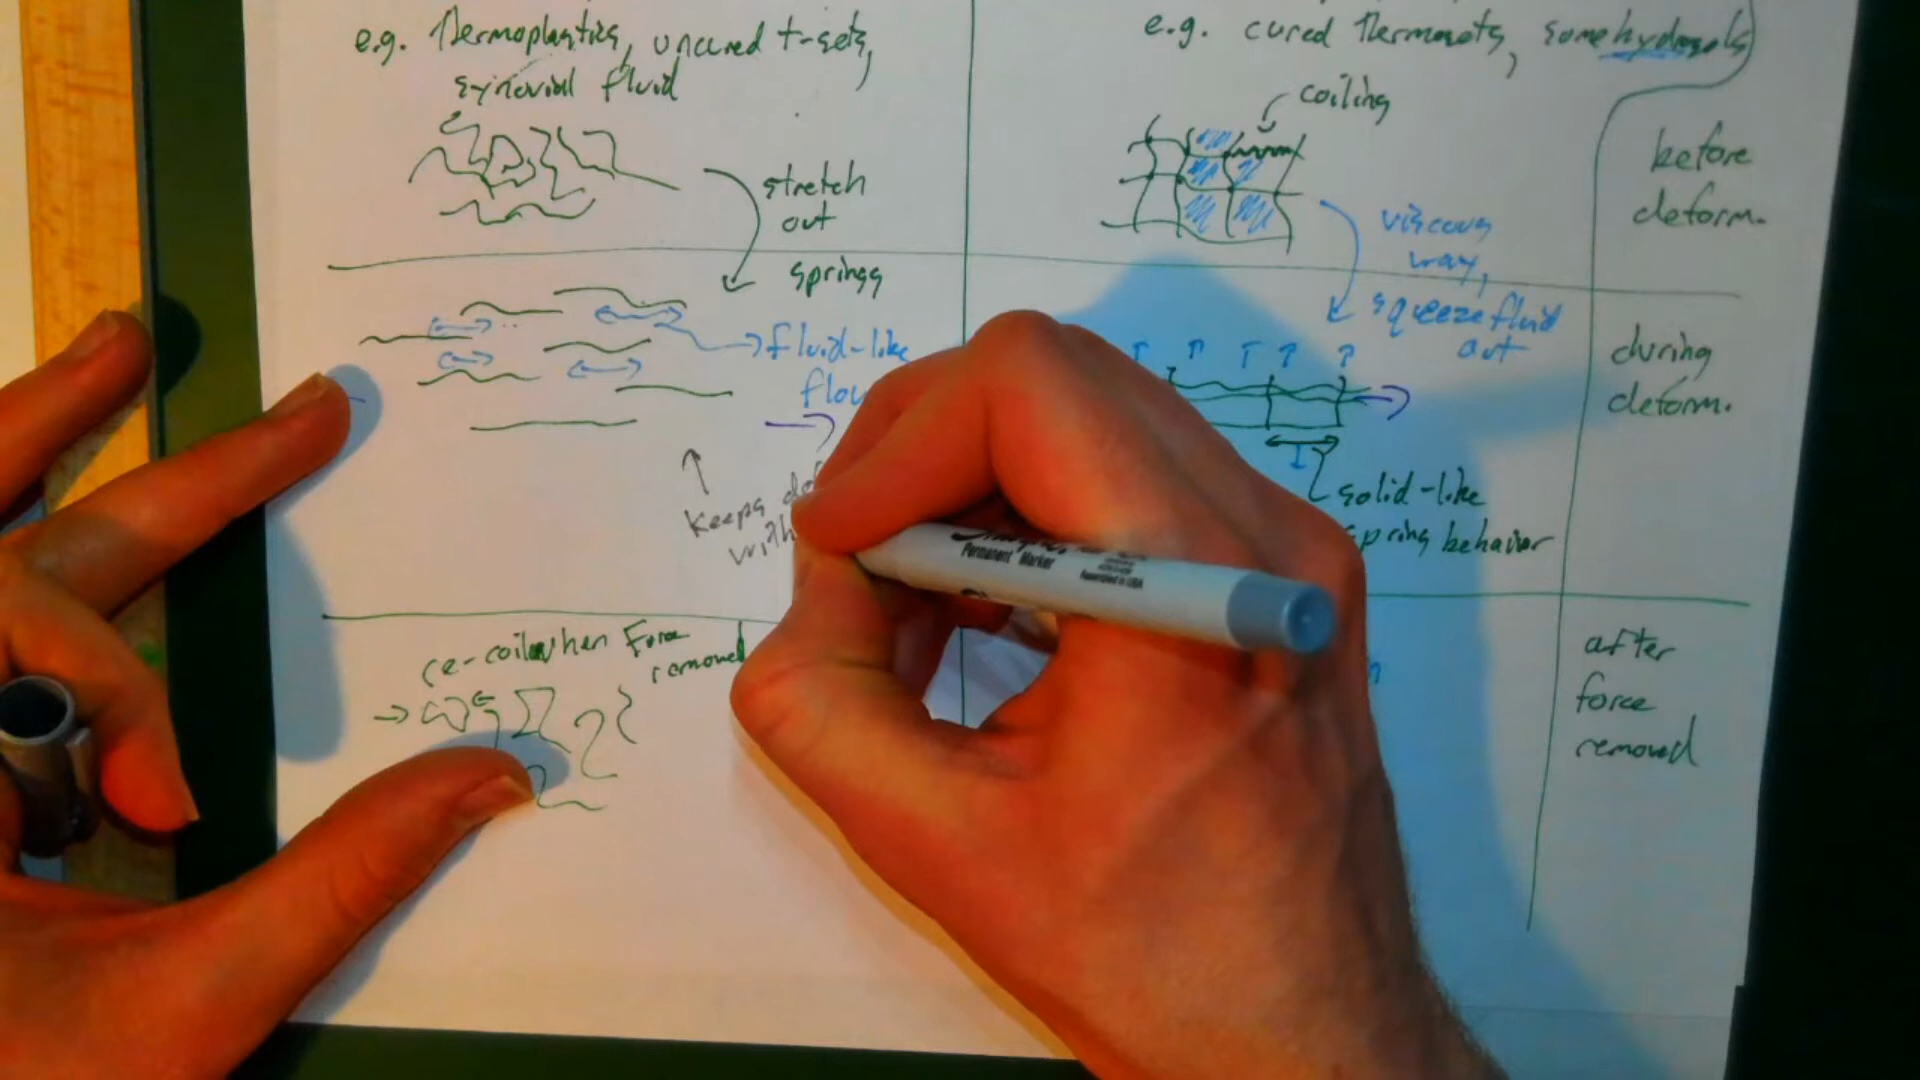 e.g. thermoplastics, uncured t-sets,
synovial fluid
stretch
out
springs
fluid-like
flow
keeps de
with
re-coil when Force
removed
e.g. cured thermosets, some hydrogels
coiling
viscous
way,
squeeze fluid
out
solid-like
spring behavior
before
deform.
during
deform.
after
force
removed
Permanent Marker